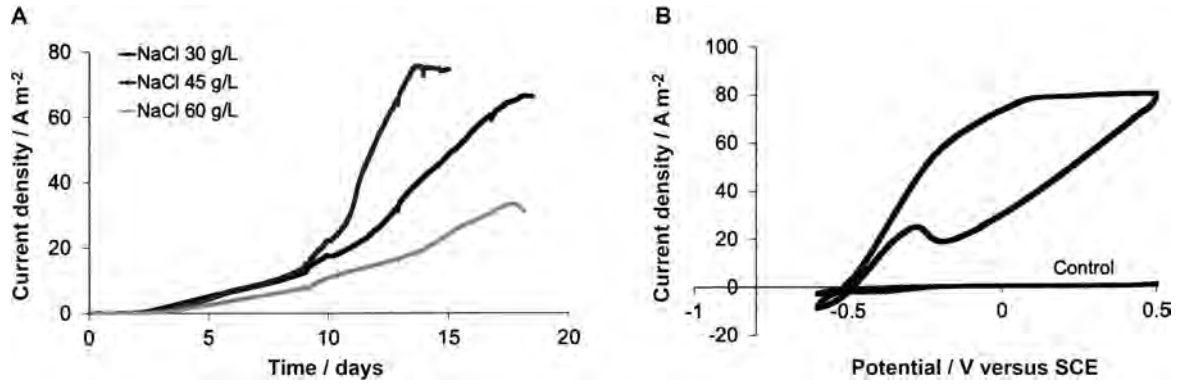 A
Current density / A m⁻²
80
60
40
20
0
NaCl 30 g/L
NaCl 45 g/L
NaCl 60 g/L
0
5
10
15
20
Time / days
B
Current density / A m⁻²
100
80
60
40
20
0
-20
Control
-1
-0.5
0
0.5
Potential / V versus SCE